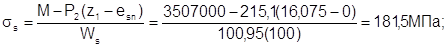 σₛ = (M − P₂(z₁ − eₛₙ)) / Wₛ = (3507000 − 215,1(16,075 − 0)) / (100,95(100)) = 181,5МПа;